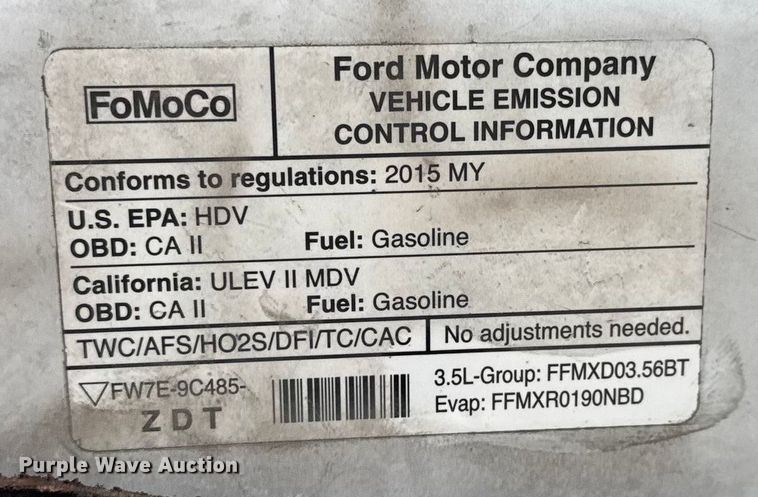 FoMoCo
Ford Motor Company
VEHICLE EMISSION
CONTROL INFORMATION
Conforms to regulations: 2015 MY
U.S. EPA: HDV
OBD: CA II Fuel: Gasoline
California: ULEV II MDV
OBD: CA II Fuel: Gasoline
TWC/AFS/HO2S/DFI/TC/CAC No adjustments needed.
FW7E-9C485-
ZDT
3.5L-Group: FFMXD03.56BT
Evap: FFMXR0190NBD
Purple Wave Auction